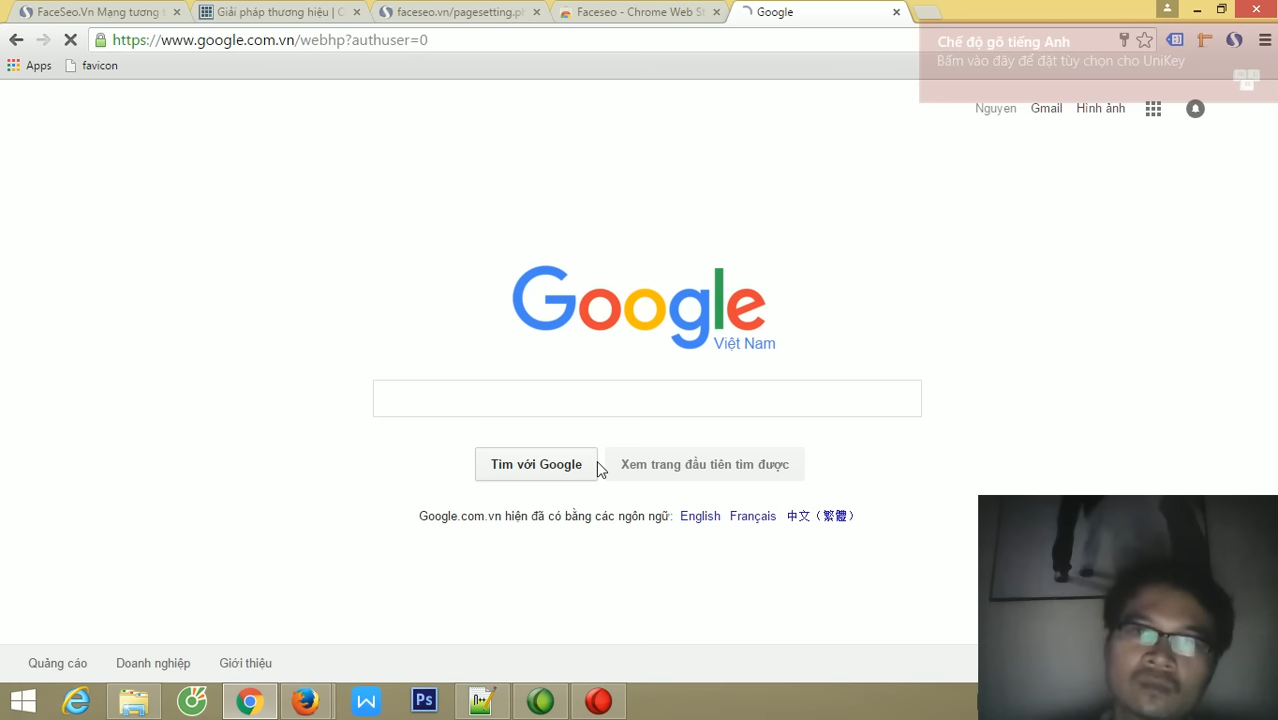 FaceSeo.Vn Mạng tương t
Giải pháp thương hiệu | C
faceseo.vn/pagesetting.ph
Faceseo - Chrome Web St
Google
https://www.google.com.vn/webhp?authuser=0
Chế độ gõ tiếng Anh
Bấm vào đây để đặt tùy chọn cho UniKey
Apps
favicon
Nguyen
Gmail
Hình ảnh
Google
Việt Nam
Tìm với Google
Xem trang đầu tiên tìm được
Google.com.vn hiện đã có bằng các ngôn ngữ: English Français 中文（繁體）
Quảng cáo
Doanh nghiệp
Giới thiệu
Ps